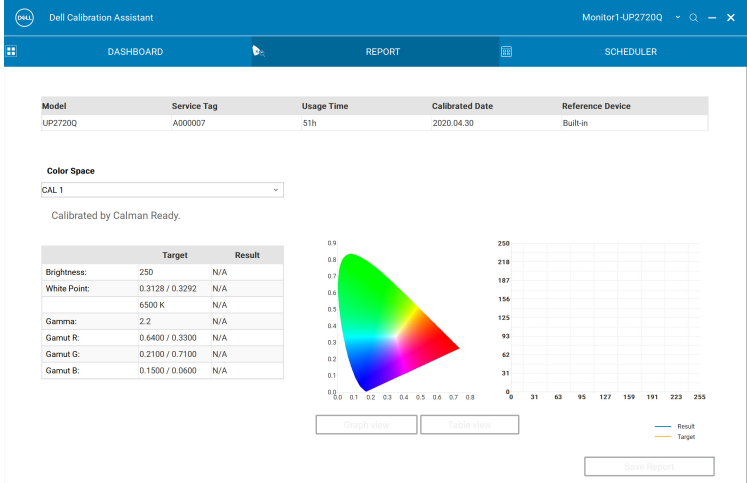 DELL Dell Calibration Assistant Monitor1-UP2720Q
DASHBOARD REPORT SCHEDULER
Model Service Tag Usage Time Calibrated Date Reference Device
UP2720Q A000007 51h 2020.04.30 Built-in
Color Space
CAL 1
Calibrated by Calman Ready.
Target Result
Brightness: 250 N/A
White Point: 0.3128 / 0.3292 N/A
6500 K N/A
Gamma: 2.2 N/A
Gamut R: 0.6400 / 0.3300 N/A
Gamut G: 0.2100 / 0.7100 N/A
Gamut B: 0.1500 / 0.0600 N/A
0.9
0.8
0.7
0.6
0.5
0.4
0.3
0.2
0.1
0.0
0.0 0.1 0.2 0.3 0.4 0.5 0.6 0.7 0.8
250
218
187
156
125
93
62
31
0
0 31 63 95 127 159 191 223 255
Graph view Table view
Result
Target
Save Report